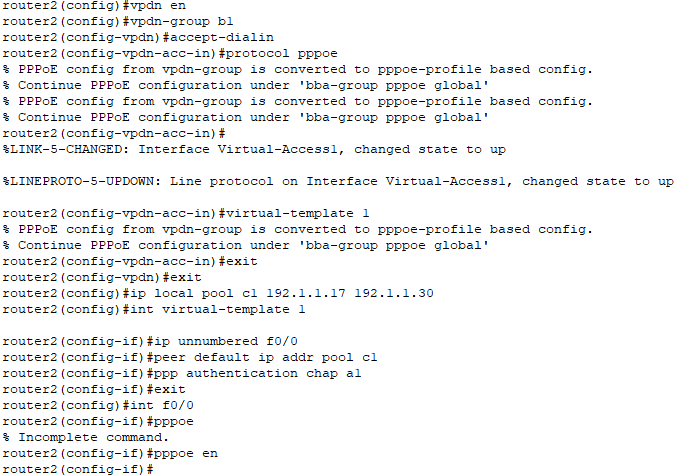 router2(config)#vpdn en
router2(config)#vpdn-group b1
router2(config-vpdn)#accept-dialin
router2(config-vpdn-acc-in)#protocol pppoe
% PPPoE config from vpdn-group is converted to pppoe-profile based config.
% Continue PPPoE configuration under 'bba-group pppoe global'
% PPPoE config from vpdn-group is converted to pppoe-profile based config.
% Continue PPPoE configuration under 'bba-group pppoe global'
router2(config-vpdn-acc-in)#
%LINK-5-CHANGED: Interface Virtual-Access1, changed state to up
%LINEPROTO-5-UPDOWN: Line protocol on Interface Virtual-Access1, changed state to up
router2(config-vpdn-acc-in)#virtual-template 1
% PPPoE config from vpdn-group is converted to pppoe-profile based config.
% Continue PPPoE configuration under 'bba-group pppoe global'
router2(config-vpdn-acc-in)#exit
router2(config-vpdn)#exit
router2(config)#ip local pool c1 192.1.1.17 192.1.1.30
router2(config)#int virtual-template 1
router2(config-if)#ip unnumbered f0/0
router2(config-if)#peer default ip addr pool c1
router2(config-if)#ppp authentication chap a1
router2(config-if)#exit
router2(config)#int f0/0
router2(config-if)#pppoe
% Incomplete command.
router2(config-if)#pppoe en
router2(config-if)#